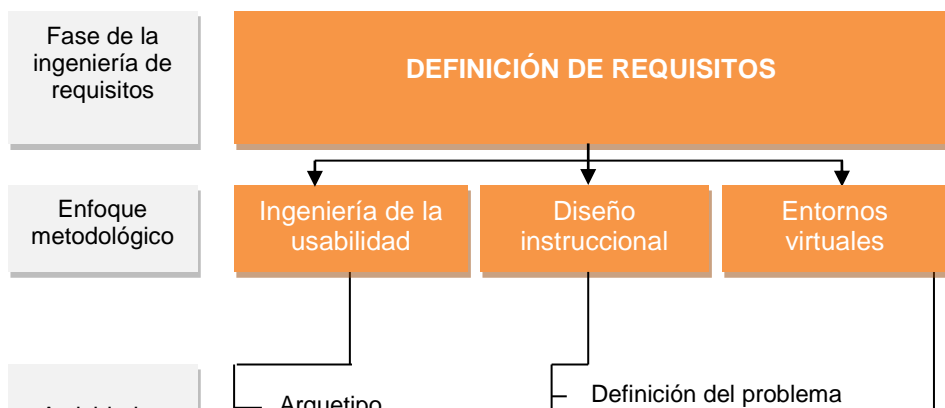 Fase de la
ingeniería de
requisitos
DEFINICIÓN DE REQUISITOS
Enfoque
metodológico
Ingeniería de la
usabilidad
Diseño
instruccional
Entornos
virtuales
Arquetipo
Definición del problema